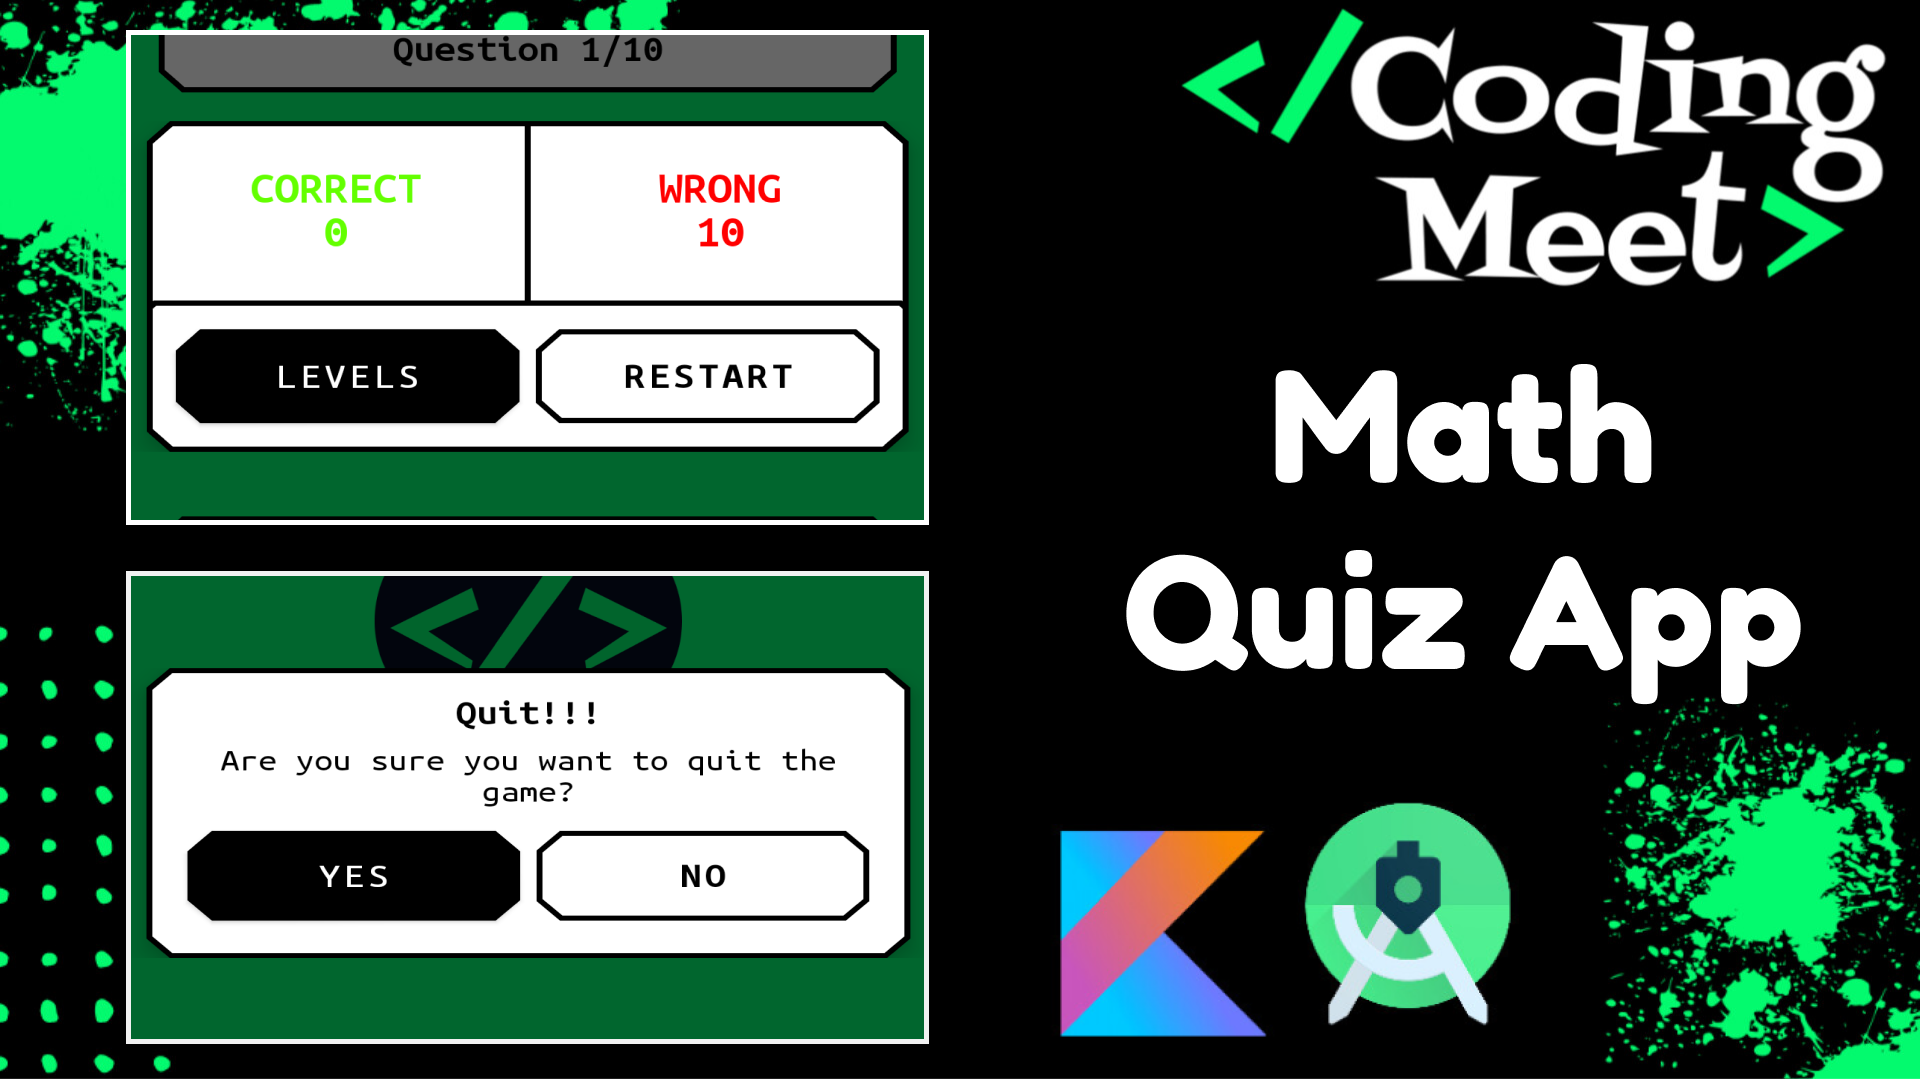 Question 1/10
CORRECT
0
WRONG
10
LEVELS
RESTART
Quit!!!
Are you sure you want to quit the
game?
YES
NO
</Coding
Meet>
Math
Quiz App